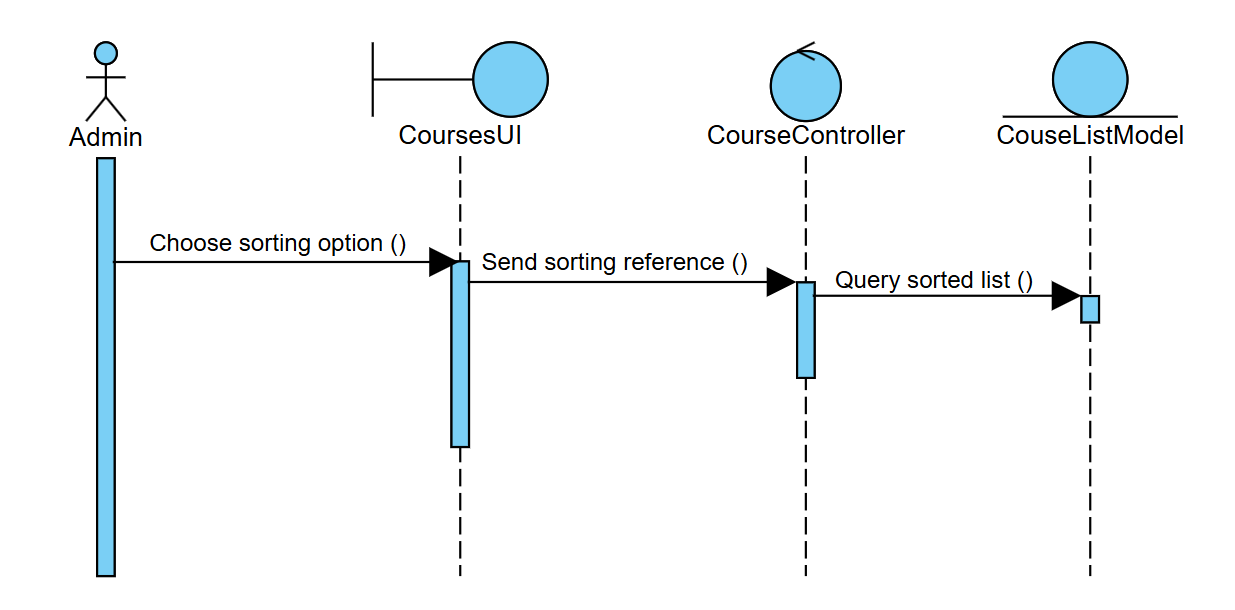 Admin
CoursesUI
CourseController
CouseListModel
Choose sorting option ()
Send sorting reference ()
Query sorted list ()